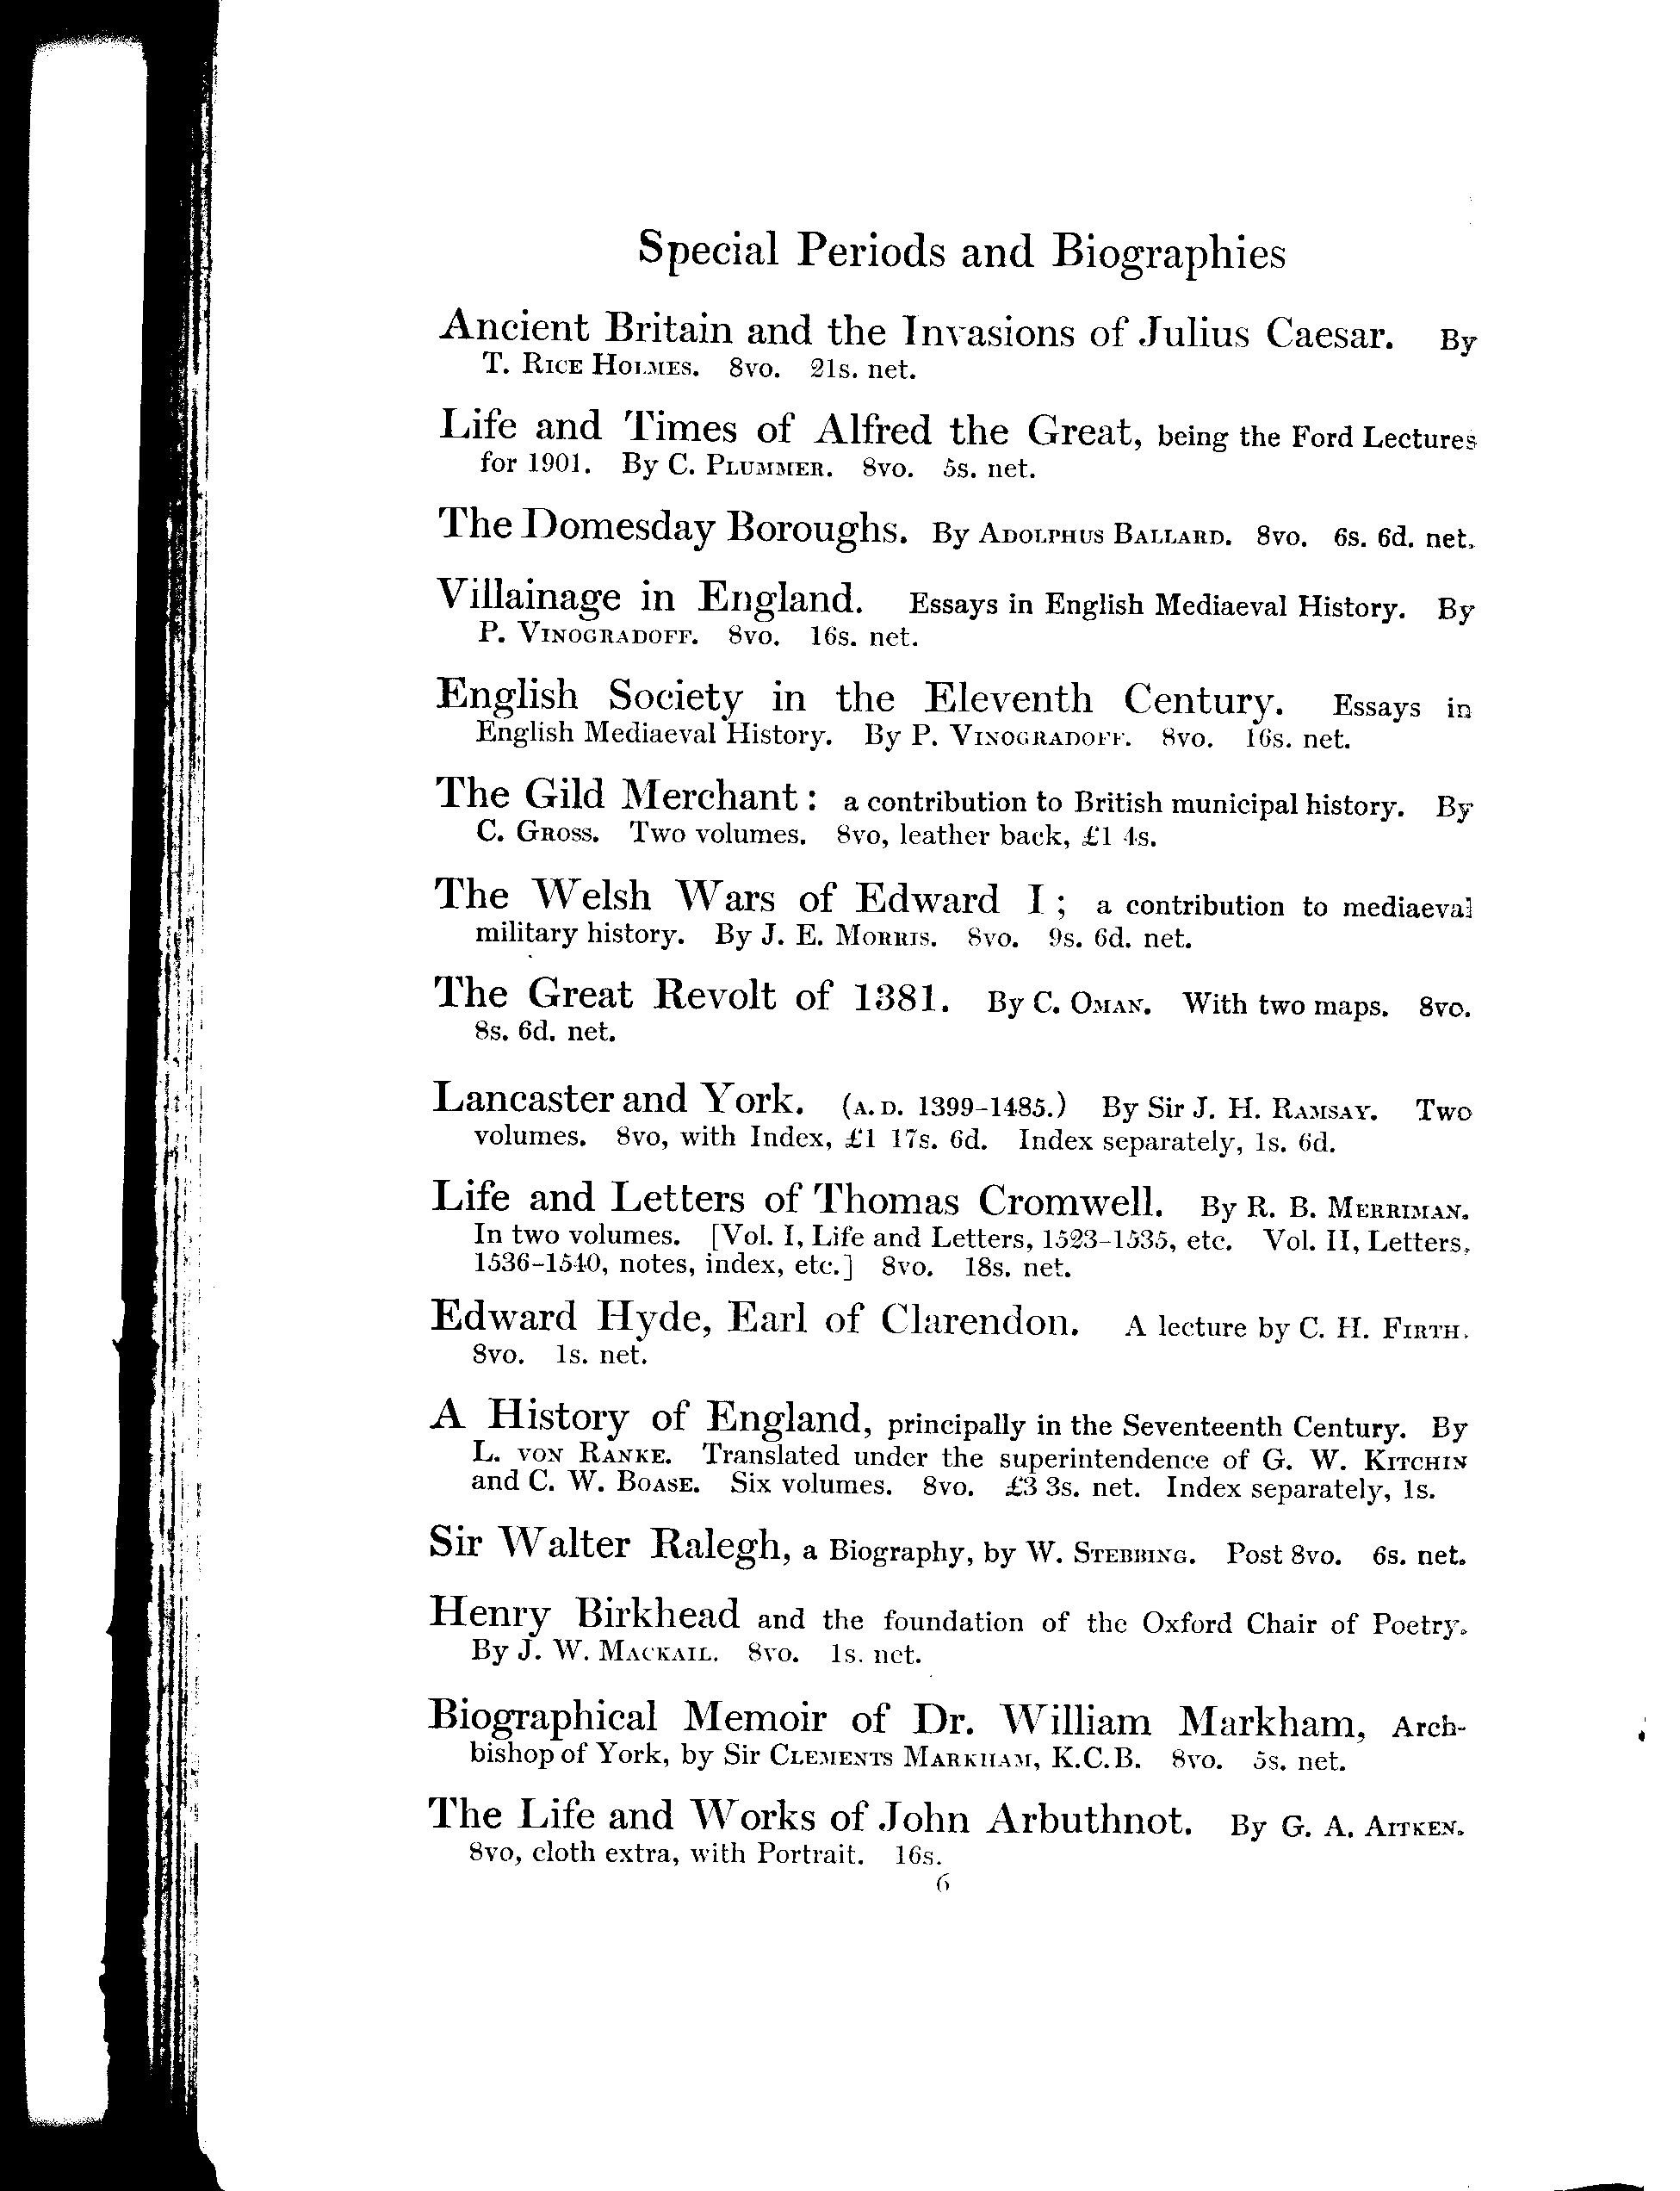 Special Periods and Biographies
Ancient Britain and the Invasions of Julius Caesar. By
T. Rice Holmes. 8vo. 21s. net.
Life and Times of Alfred the Great, being the Ford Lectures
for 1901. By C. Plummer. 8vo. 5s. net.
The Domesday Boroughs. By Adolphus Ballard. 8vo. 6s. 6d. net.
Villainage in England. Essays in English Mediaeval History. By
P. Vinogradoff. 8vo. 16s. net.
English Society in the Eleventh Century. Essays in
English Mediaeval History. By P. Vinogradoff. 8vo. 16s. net.
The Gild Merchant: a contribution to British municipal history. By
C. Gross. Two volumes. 8vo, leather back, £1 4s.
The Welsh Wars of Edward I; a contribution to mediaeval
military history. By J. E. Morris. 8vo. 9s. 6d. net.
The Great Revolt of 1381. By C. Oman. With two maps. 8vo.
8s. 6d. net.
Lancaster and York. (A.D. 1399–1485.) By Sir J. H. Ramsay. Two
volumes. 8vo, with Index, £1 17s. 6d. Index separately, 1s. 6d.
Life and Letters of Thomas Cromwell. By R. B. Merriman.
In two volumes. [Vol. I, Life and Letters, 1523–1535, etc. Vol. II, Letters,
1536–1540, notes, index, etc.] 8vo. 18s. net.
Edward Hyde, Earl of Clarendon. A lecture by C. H. Firth.
8vo. 1s. net.
A History of England, principally in the Seventeenth Century. By
L. von Ranke. Translated under the superintendence of G. W. Kitchin
and C. W. Boase. Six volumes. 8vo. £3 3s. net. Index separately, 1s.
Sir Walter Ralegh, a Biography, by W. Stebbing. Post 8vo. 6s. net.
Henry Birkhead and the foundation of the Oxford Chair of Poetry.
By J. W. Mackail. 8vo. 1s. net.
Biographical Memoir of Dr. William Markham, Arch-
bishop of York, by Sir Clements Markham, K.C.B. 8vo. 5s. net.
The Life and Works of John Arbuthnot. By G. A. Aitken.
8vo, cloth extra, with Portrait. 16s.
6